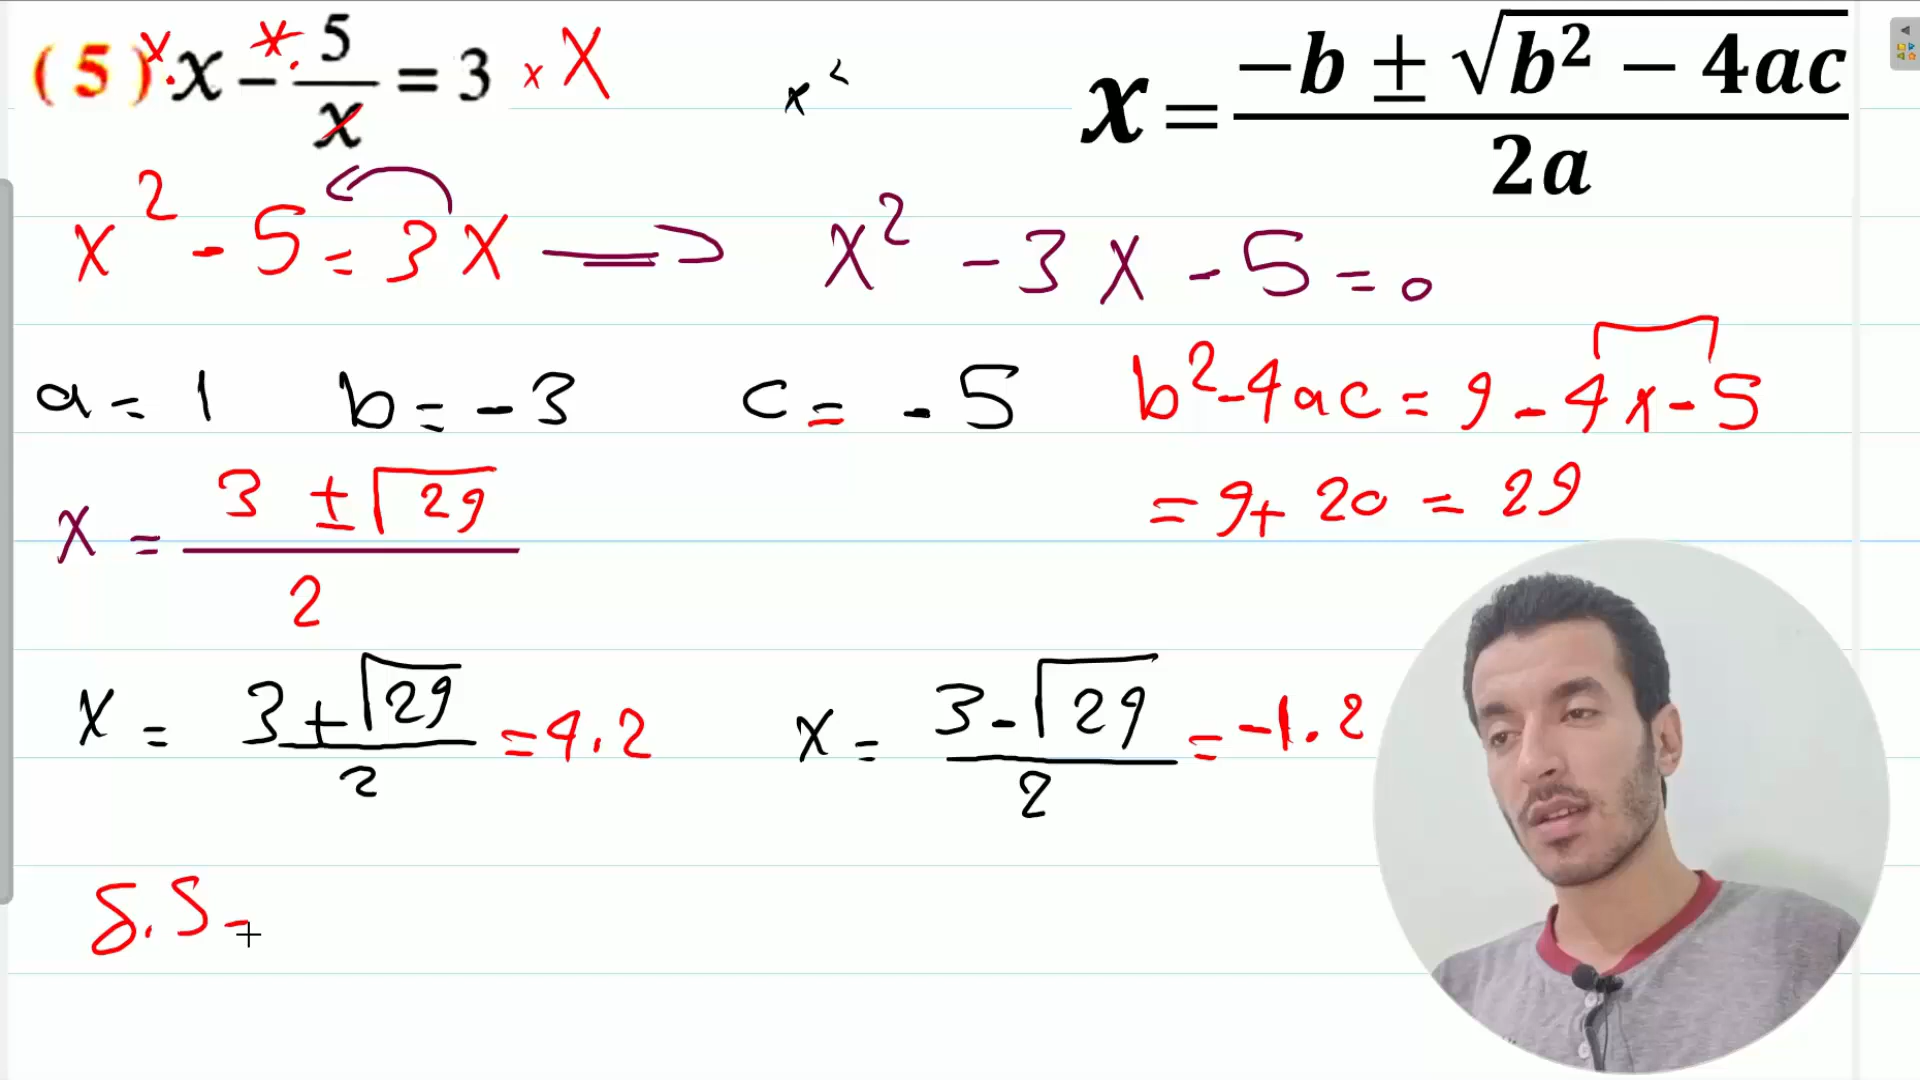 (5) x - 5/x = 3 × X
x²
x = (-b ± √(b² - 4ac)) / 2a
x² - 5 = 3x ⟹ x² - 3x - 5 = 0
a = 1 b = -3 c = -5 b² - 4ac = 9 - 4 x - 5
= 9 + 20 = 29
x = (3 ± √29) / 2
x = (3 + √29) / 2 = 4.2 x = (3 - √29) / 2 = -1.2
S.S =